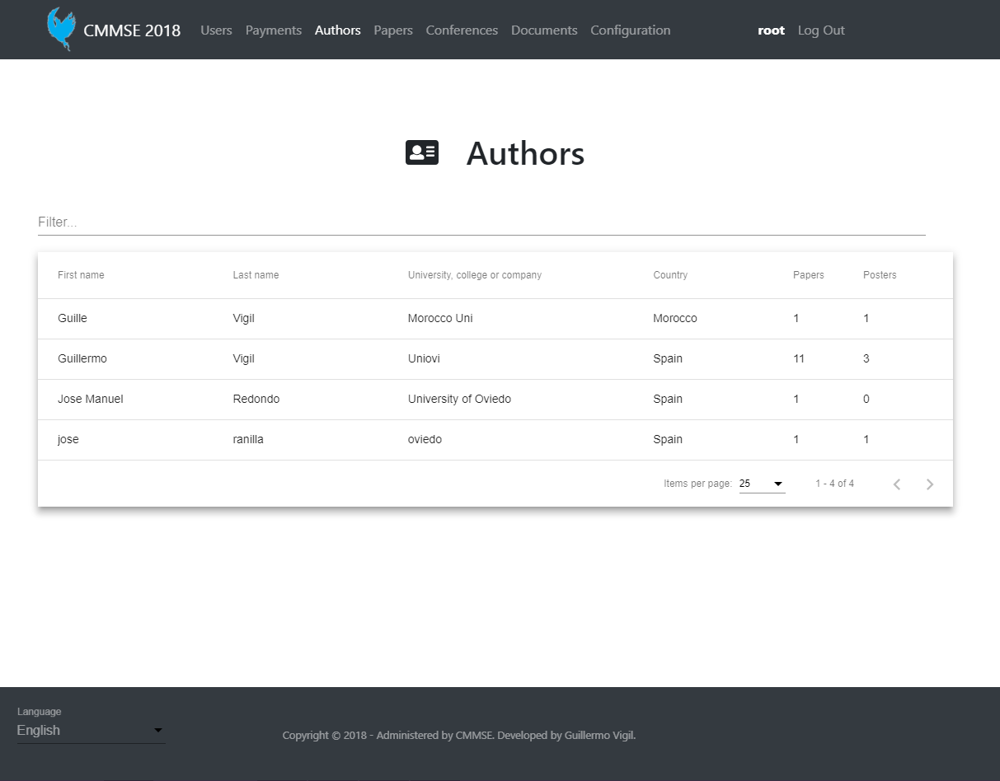 CMMSE 2018 Users Payments Authors Papers Conferences Documents Configuration root Log Out
Authors
Filter...
First name Last name University, college or company Country Papers Posters
Guille Vigil Morocco Uni Morocco 1 1
Guillermo Vigil Uniovi Spain 11 3
Jose Manuel Redondo University of Oviedo Spain 1 0
jose ranilla oviedo Spain 1 1
Items per page: 25 1 - 4 of 4
Language
English
Copyright © 2018 - Administered by CMMSE. Developed by Guillermo Vigil.